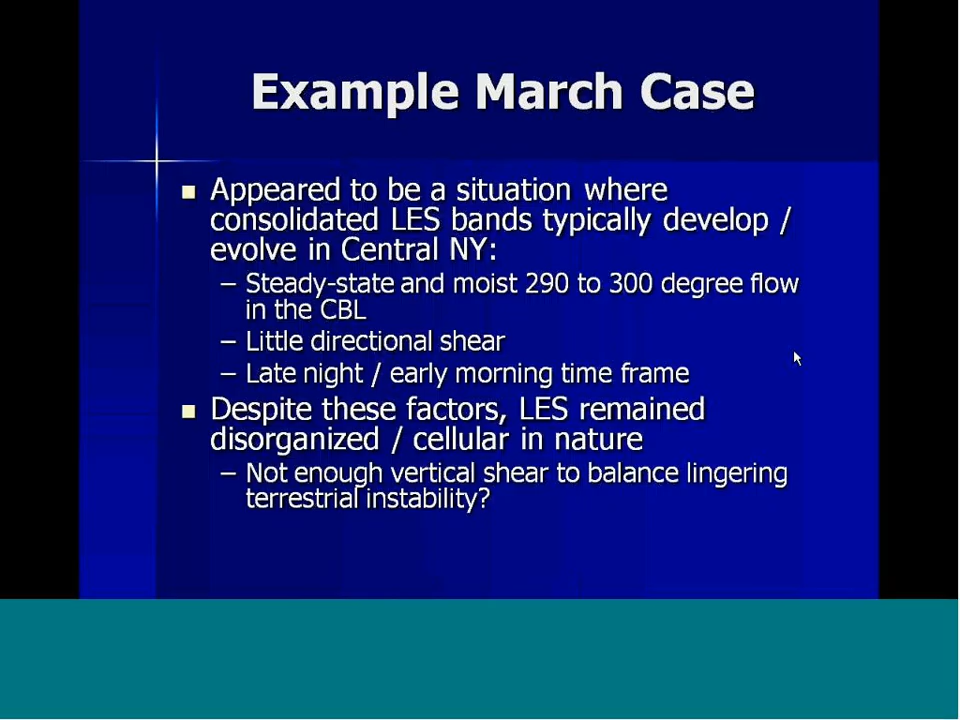 Example March Case
■ Appeared to be a situation where
consolidated LES bands typically develop /
evolve in Central NY:
– Steady-state and moist 290 to 300 degree flow
in the CBL
– Little directional shear
– Late night / early morning time frame
■ Despite these factors, LES remained
disorganized / cellular in nature
– Not enough vertical shear to balance lingering
terrestrial instability?